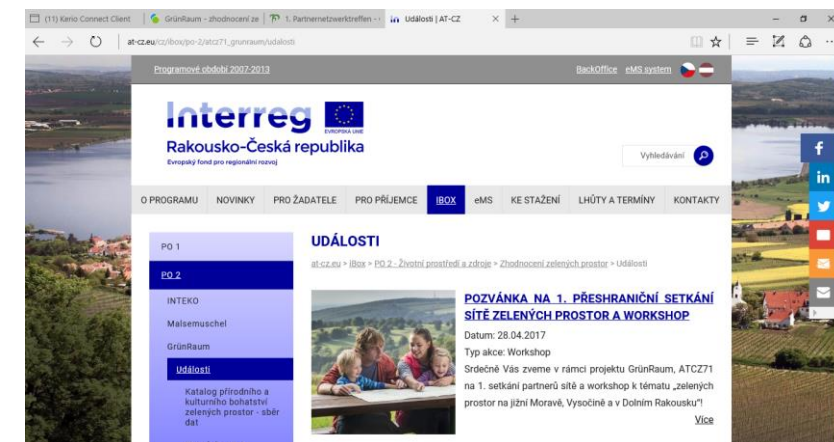 (11) Kerio Connect Client
GrünRaum - zhodnocení ze
1. Partnernetzwerktreffen -
Události | AT-CZ
at-cz.eu/cz/ibox/po-2/atcz71_grunraum/udalosti
Programové období 2007-2013
BackOffice eMS system
Interreg
EVROPSKÁ UNIE
Rakousko-Česká republika
Evropský fond pro regionální rozvoj
Vyhledávání
O PROGRAMU NOVINKY PRO ŽADATELE PRO PŘÍJEMCE IBOX eMS KE STAŽENÍ LHŮTY A TERMÍNY KONTAKTY
PO 1
PO 2
INTEKO
Malsemuschel
GrünRaum
Události
Katalog přírodního a
kulturního bohatství
zelených prostor - sběr
dat
UDÁLOSTI
at-cz.eu > iBox > PO 2 - Životní prostředí a zdroje > Zhodnocení zelených prostor > Události
POZVÁNKA NA 1. PŘESHRANIČNÍ SETKÁNÍ
SÍTĚ ZELENÝCH PROSTOR A WORKSHOP
Datum: 28.04.2017
Typ akce: Workshop
Srdečně Vás zveme v rámci projektu GrünRaum, ATCZ71
na 1. setkání partnerů sítě a workshop k tématu „zelených
prostor na jižní Moravě, Vysočině a v Dolním Rakousku"!
Více